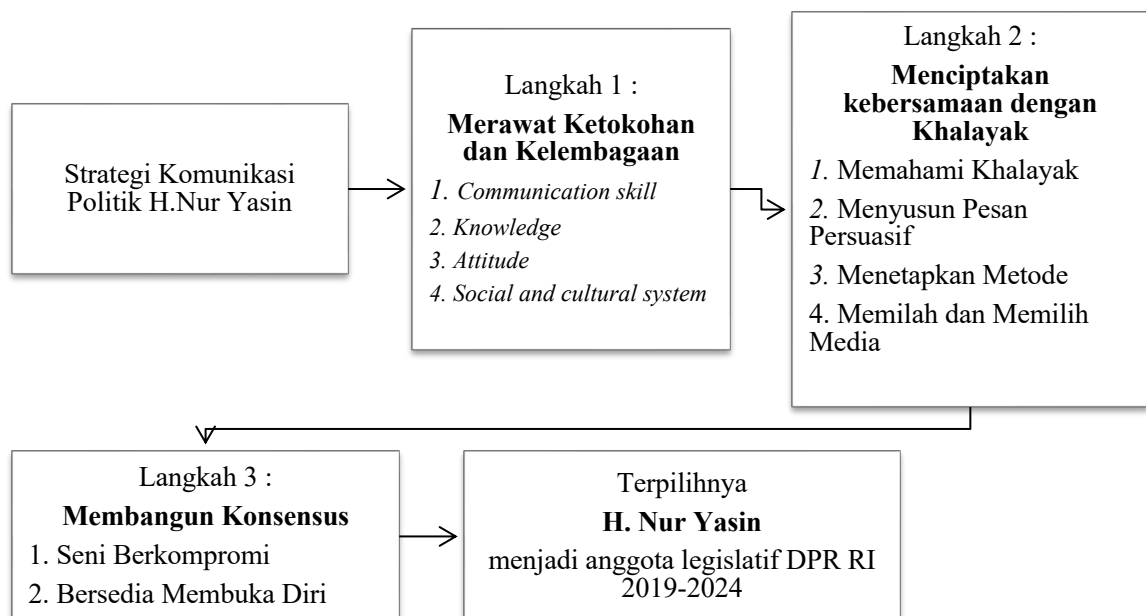 Strategi Komunikasi
Politik H.Nur Yasin
Langkah 1 :
Merawat Ketokohan
dan Kelembagaan
1. Communication skill
2. Knowledge
3. Attitude
4. Social and cultural system
Langkah 2 :
Menciptakan
kebersamaan dengan
Khalayak
1. Memahami Khalayak
2. Menyusun Pesan
Persuasif
3. Menetapkan Metode
4. Memilah dan Memilih
Media
Langkah 3 :
Membangun Konsensus
1. Seni Berkompromi
2. Bersedia Membuka Diri
Terpilihnya
H. Nur Yasin
menjadi anggota legislatif DPR RI
2019-2024